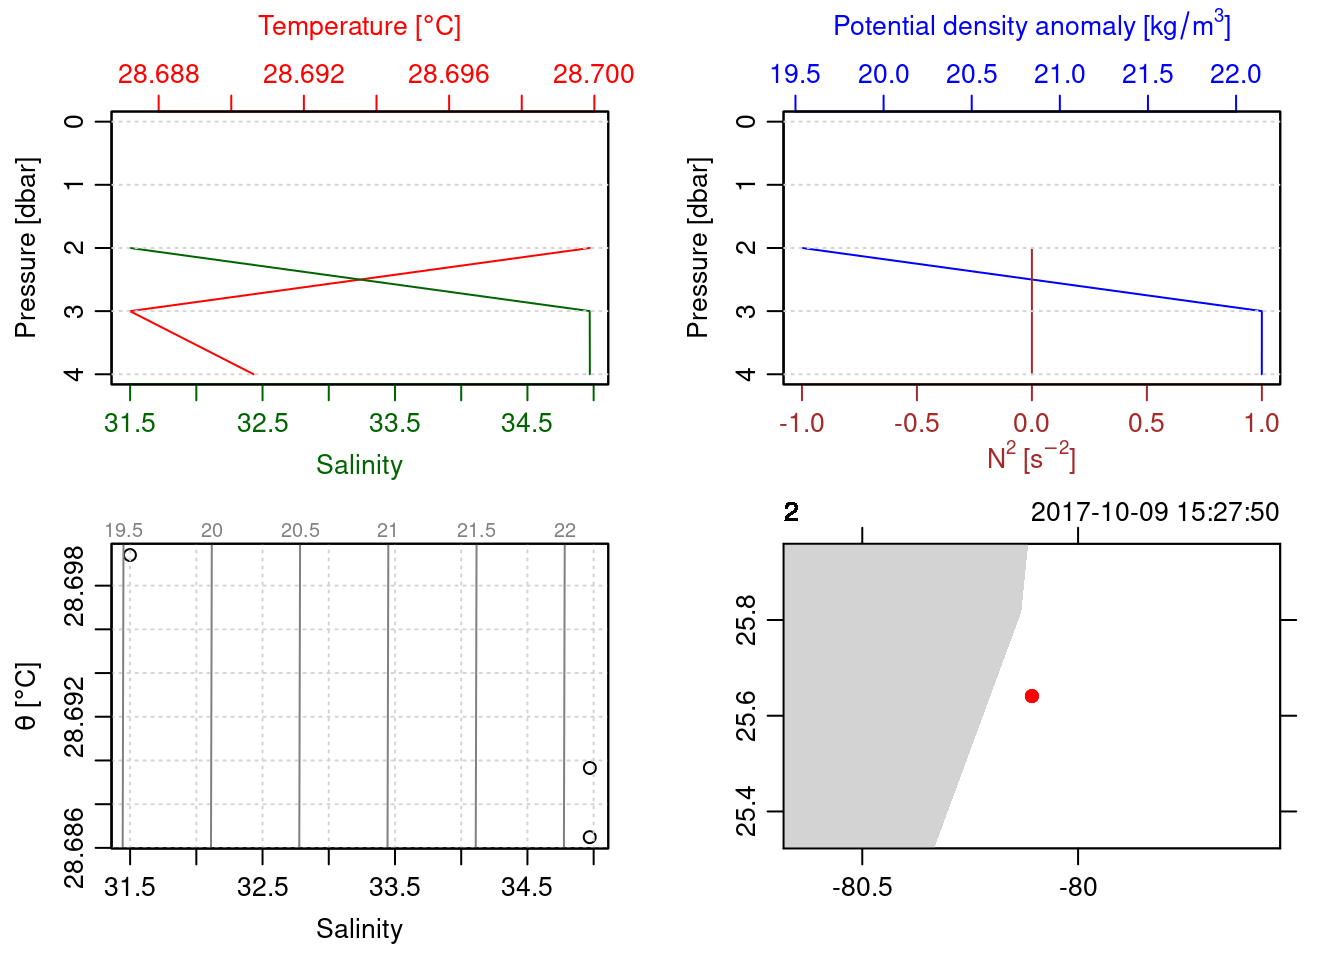 Temperature [°C]
28.688 28.692 28.696 28.700
0
1
2
3
4
Pressure [dbar]
31.5 32.5 33.5 34.5
Salinity
Potential density anomaly [kg/m³]
19.5 20.0 20.5 21.0 21.5 22.0
0
1
2
3
4
Pressure [dbar]
-1.0 -0.5 0.0 0.5 1.0
N² [s⁻²]
19.5 20 20.5 21 21.5 22
28.698
28.692
28.686
θ [°C]
31.5 32.5 33.5 34.5
Salinity
2 2017-10-09 15:27:50
25.8
25.6
25.4
-80.5 -80